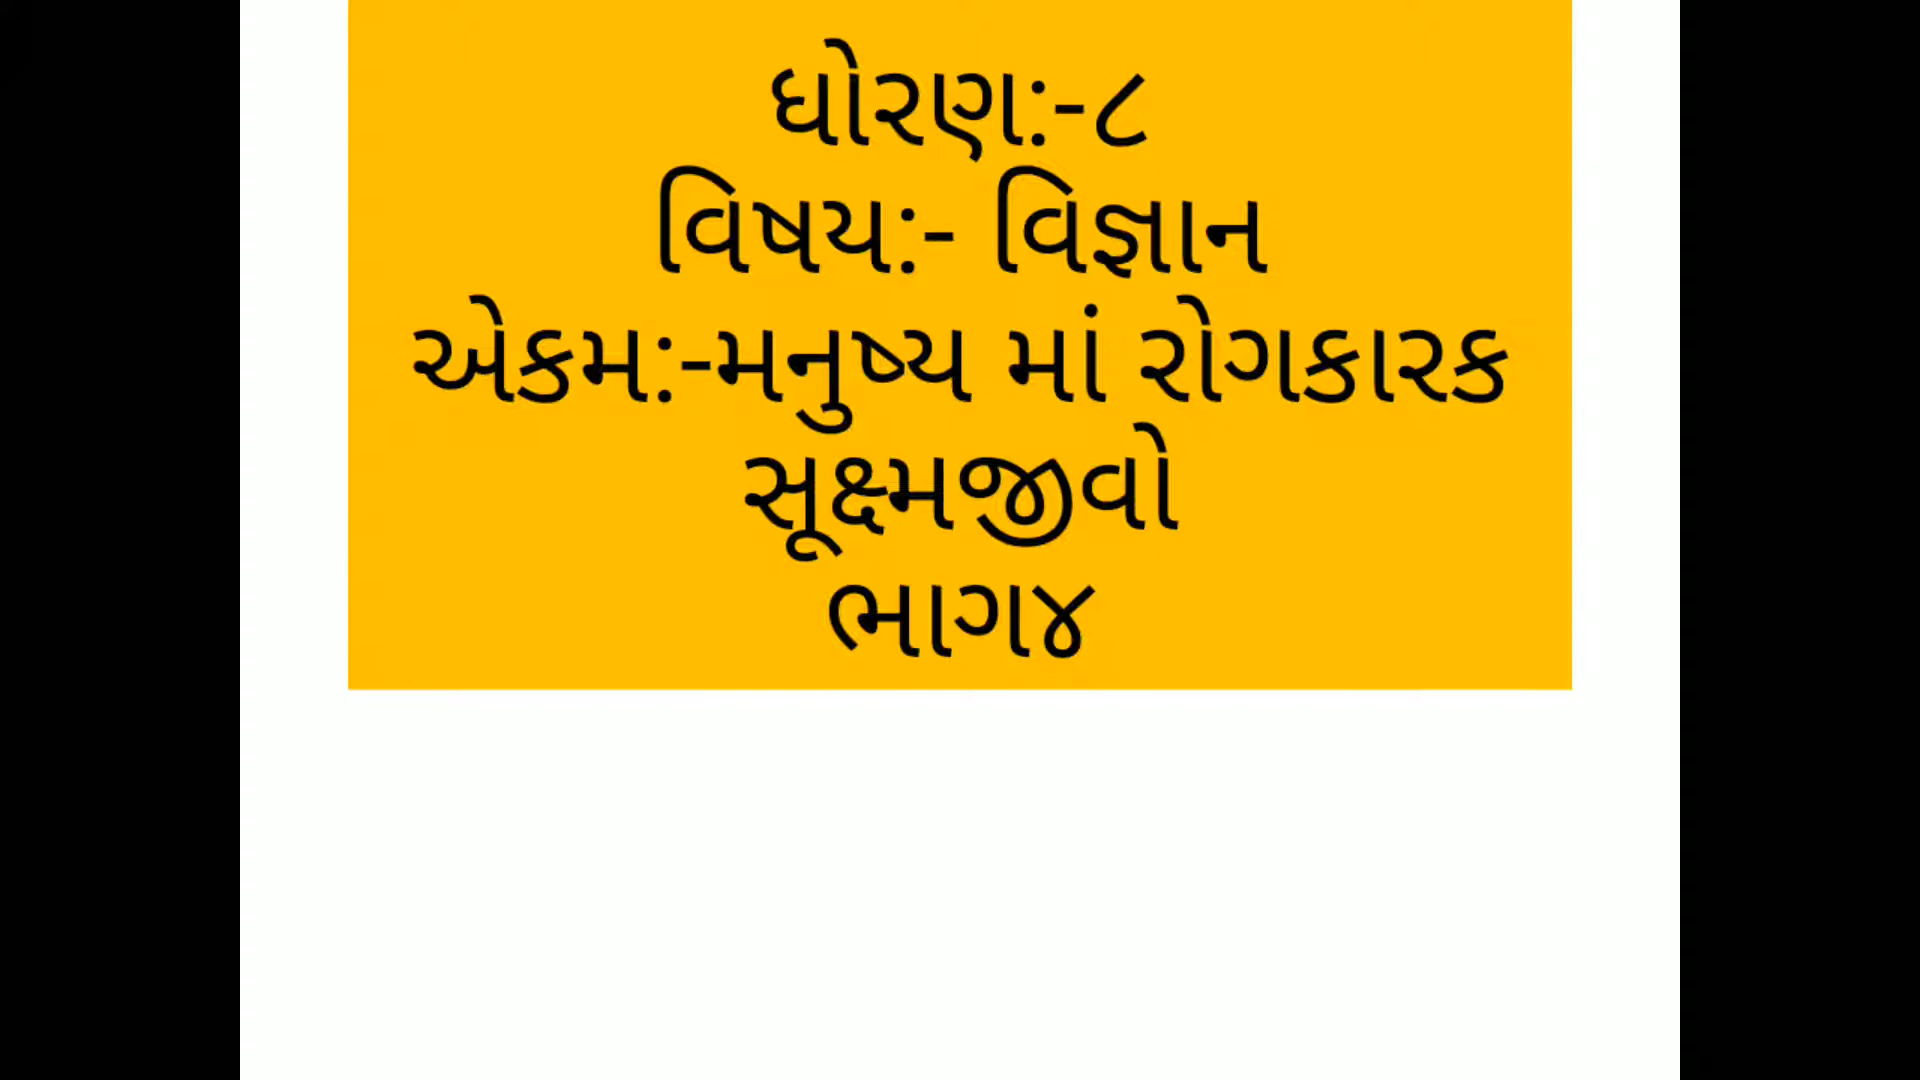 ધોરણ:-૮
વિષય:- વિજ્ઞાન
એકમ:-મનુષ્ય માં રોગકારક
સૂક્ષ્મજીવો
ભાગ૪